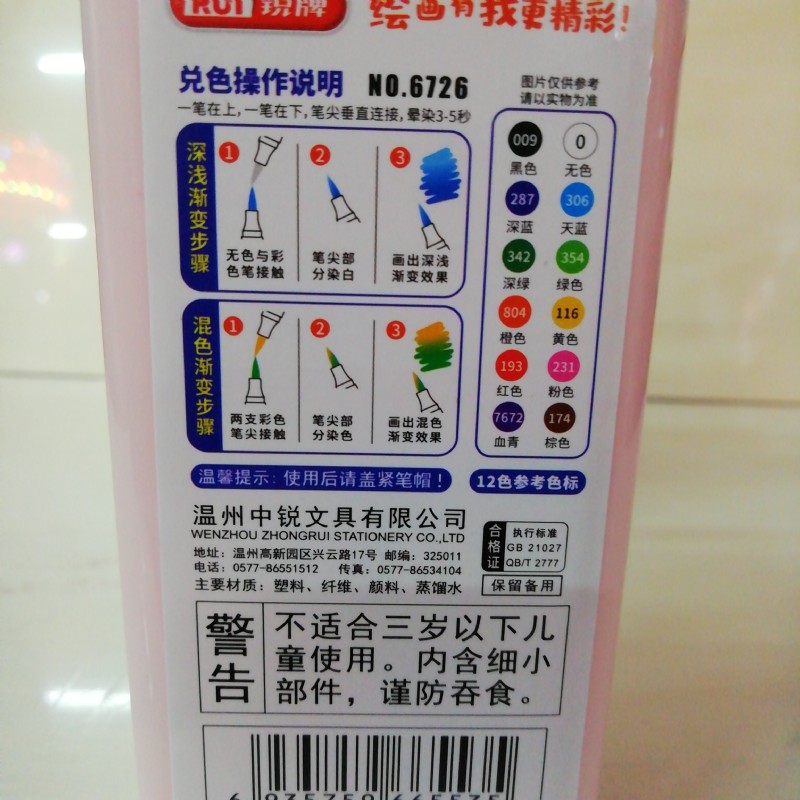 RUI 锐牌
绘画有我更精彩!
兑色操作说明 NO.6726
一笔在上,一笔在下,笔尖垂直连接,晕染3-5秒
图片仅供参考
请以实物为准
深浅渐变步骤
1 2 3
无色与彩
色笔接触
笔尖部
分染白
画出深浅
渐变效果
混色渐变步骤
1 2 3
两支彩色
笔尖接触
笔尖部
分染色
画出混色
渐变效果
009 0
黑色 无色
287 306
深蓝 天蓝
342 354
深绿 绿色
804 116
橙色 黄色
193 231
红色 粉色
7672 174
血青 棕色
温馨提示:使用后请盖紧笔帽!
12色参考色标
温州中锐文具有限公司
WENZHOU ZHONGRUI STATIONERY CO.,LTD
地址:温州高新园区兴云路17号 邮编:325011
电话:0577-86551512 传真:0577-86534104
主要材质:塑料、纤维、颜料、蒸馏水
合格证
执行标准
GB 21027
QB/T 2777
保留备用
警告
不适合三岁以下儿
童使用。内含细小
部件,谨防吞食。
6 935759 665535